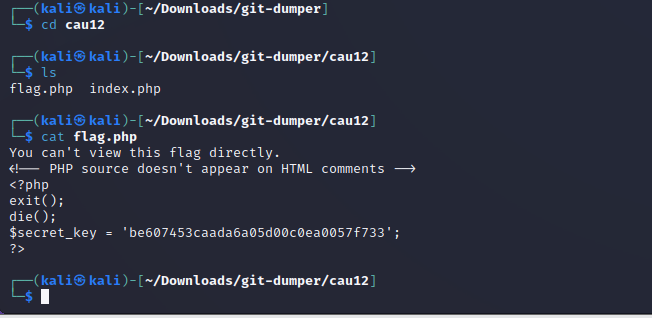 ┌──(kali㉿kali)-[~/Downloads/git-dumper]
└─$ cd cau12
┌──(kali㉿kali)-[~/Downloads/git-dumper/cau12]
└─$ ls
flag.php  index.php
┌──(kali㉿kali)-[~/Downloads/git-dumper/cau12]
└─$ cat flag.php
You can't view this flag directly.
<!-- PHP source doesn't appear on HTML comments -->
<?php
exit();
die();
$secret_key = 'be607453caada6a05d00c0ea0057f733';
?>
┌──(kali㉿kali)-[~/Downloads/git-dumper/cau12]
└─$